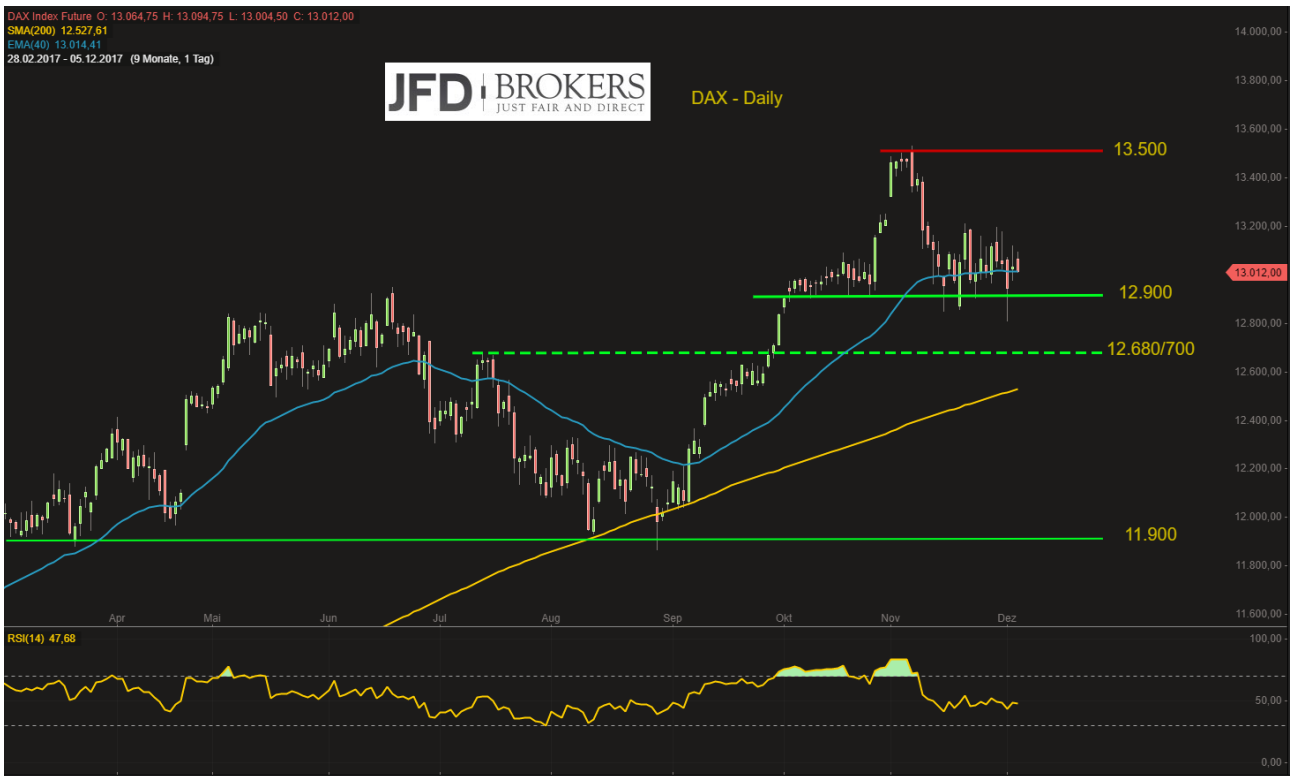 DAX Index Future O: 13.064,75 H: 13.094,75 L: 13.004,50 C: 13.012,00
SMA(200) 12.527,61
EMA(40) 13.014,41
28.02.2017 - 05.12.2017 (9 Monate, 1 Tag)
JFD BROKERS
JUST FAIR AND DIRECT
DAX - Daily
14.000,00
13.800,00
13.600,00
13.500
13.400,00
13.200,00
13.012,00
12.900
12.800,00
12.680/700
12.600,00
12.400,00
12.200,00
12.000,00
11.900
11.800,00
11.600,00
Apr Mai Jun Jul Aug Sep Okt Nov Dez
RSI(14) 47,68
100,00
50,00
0,00